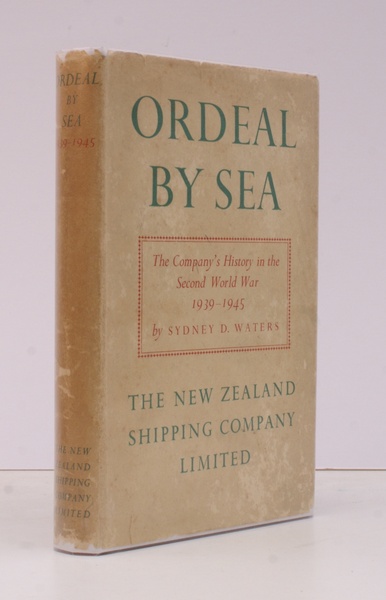 ORDEAL
BY
SEA
1939-1945
THE NEW
ZEALAND
SHIPPING
COMPANY
LIMITED
ORDEAL
BY SEA
The Company's History in the
Second World War
1939-1945
by SYDNEY D. WATERS
THE NEW ZEALAND
SHIPPING COMPANY
LIMITED